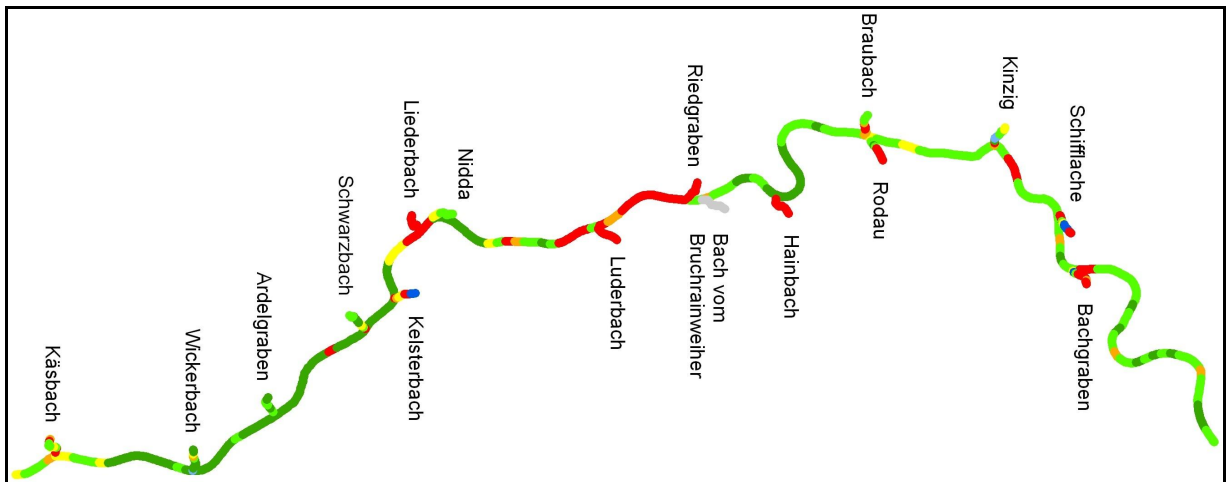 Käsbach
Wickerbach
Ardelgraben
Schwarzbach
Liederbach
Kelsterbach
Nidda
Luderbach
Riedgraben
Bach vom
Bruchrainweiher
Hainbach
Braubach
Rodau
Kinzig
Schifflache
Bachgraben